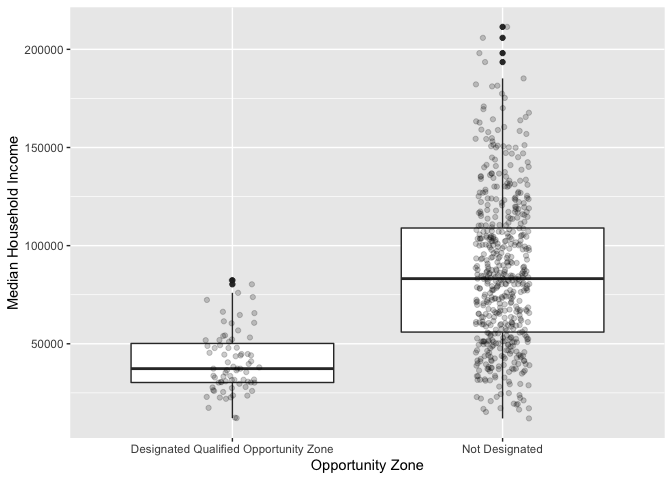 200000
150000
100000
50000
Median Household Income
Designated Qualified Opportunity Zone
Not Designated
Opportunity Zone